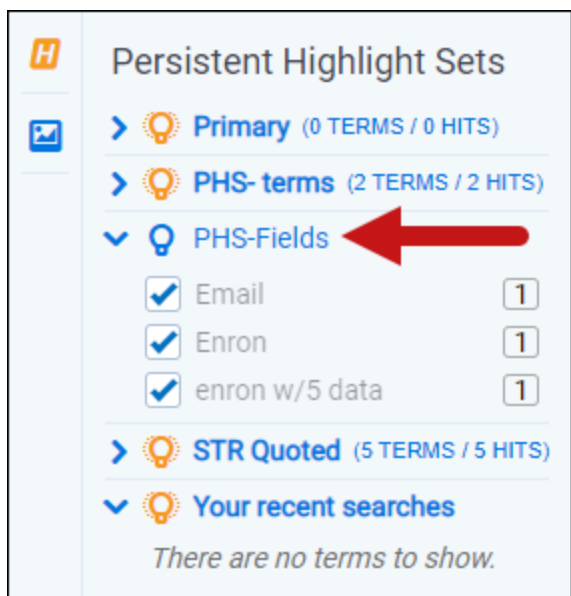 H
Persistent Highlight Sets
Primary (0 TERMS / 0 HITS)
PHS- terms (2 TERMS / 2 HITS)
PHS-Fields
Email 1
Enron 1
enron w/5 data 1
STR Quoted (5 TERMS / 5 HITS)
Your recent searches
There are no terms to show.